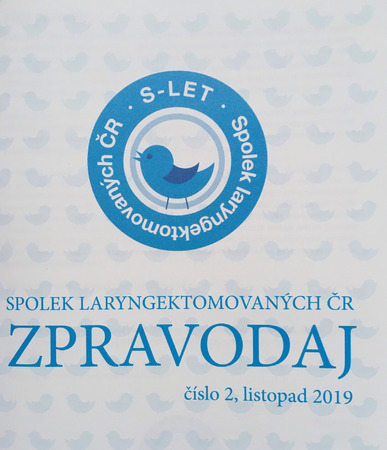 · S-LET ·
Spolek laryngektomovaných ČR
SPOLEK LARYNGEKTOMOVANÝCH ČR
ZPRAVODAJ
číslo 2, listopad 2019